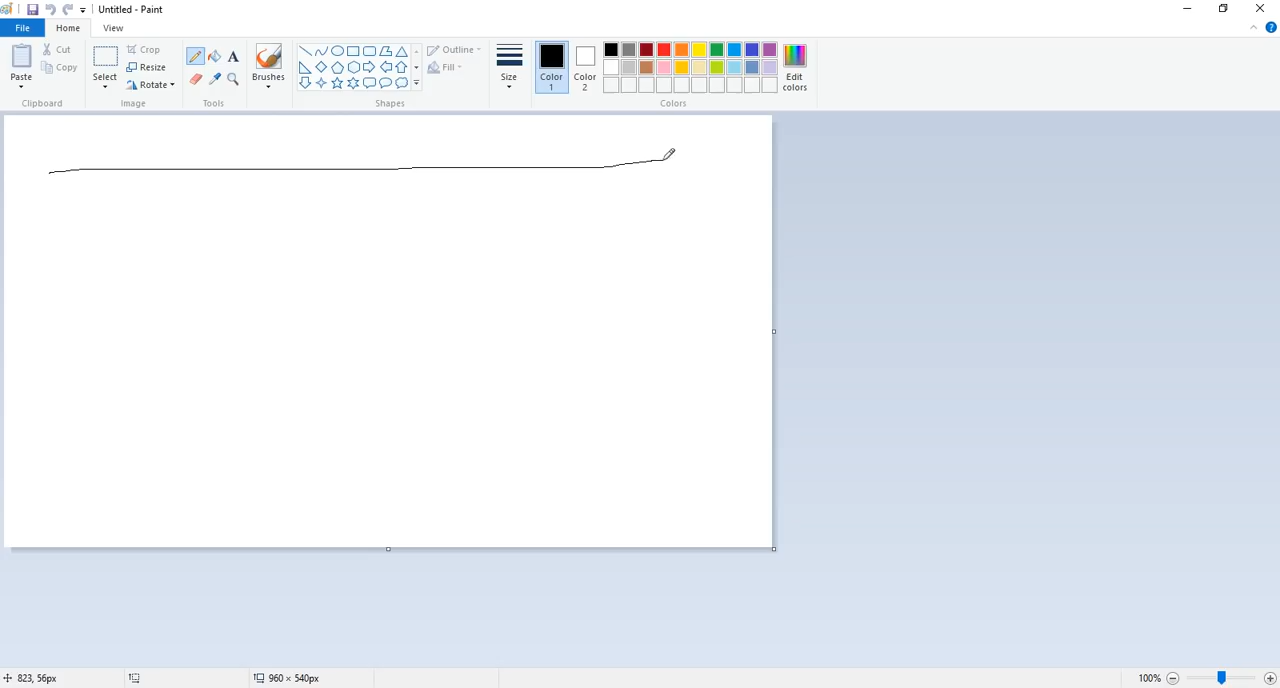 Untitled - Paint
File
Home
View
Paste
Cut
Copy
Clipboard
Select
Crop
Resize
Rotate
Image
A
Tools
Brushes
Outline
Fill
Shapes
Size
Color 1
Color 2
Edit colors
Colors
?
823, 56px
960 × 540px
100%